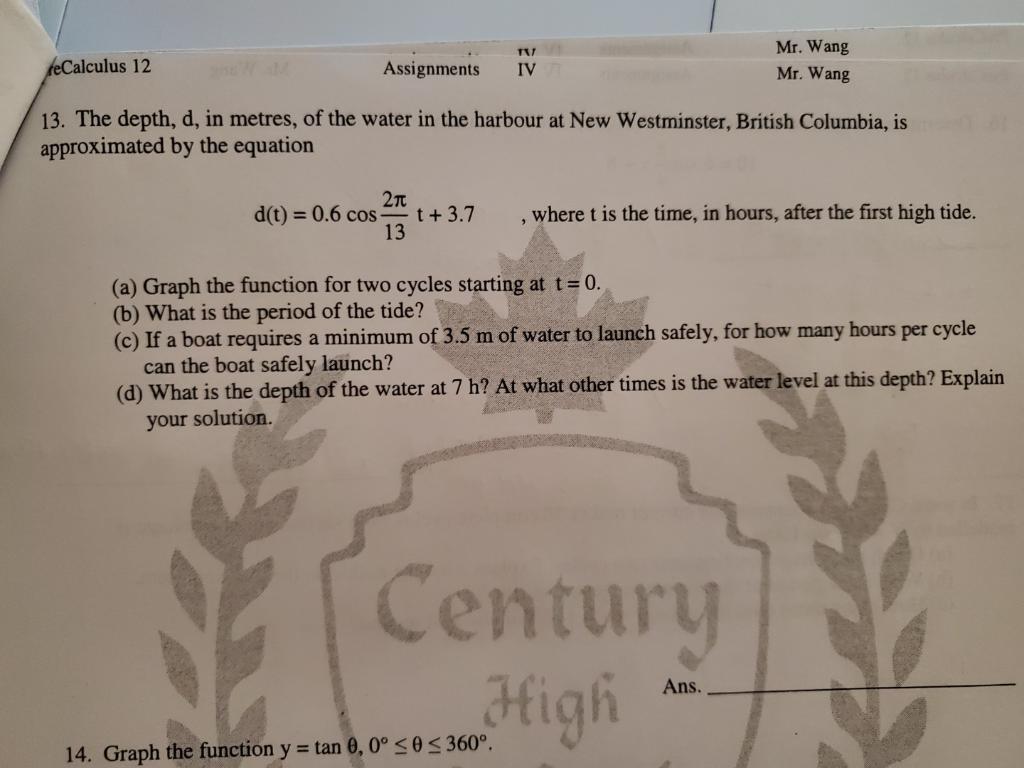 reCalculus 12
Assignments IV
Mr. Wang
Mr. Wang
13. The depth, d, in metres, of the water in the harbour at New Westminster, British Columbia, is
approximated by the equation
d(t) = 0.6 cos 2π/13 t + 3.7 , where t is the time, in hours, after the first high tide.
(a) Graph the function for two cycles starting at t = 0.
(b) What is the period of the tide?
(c) If a boat requires a minimum of 3.5 m of water to launch safely, for how many hours per cycle
can the boat safely launch?
(d) What is the depth of the water at 7 h? At what other times is the water level at this depth? Explain
your solution.
Century
High
Ans.
14. Graph the function y = tan θ, 0° ≤ θ ≤ 360°.